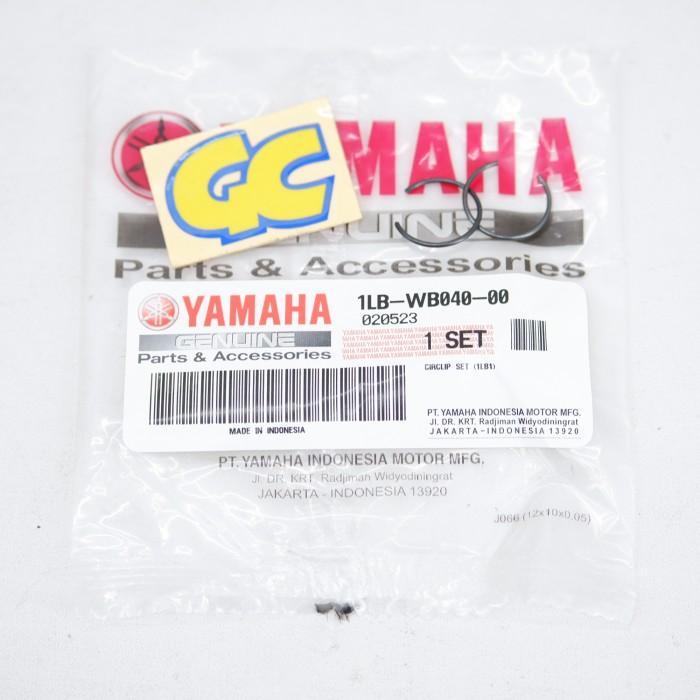 YAMAHA
GC
GENUINE
Parts & Accessories
YAMAHA
GENUINE
Parts & Accessories
1LB-WB040-00
020523
1 SET
CIRCLIP SET (1LB1)
MADE IN INDONESIA
PT. YAMAHA INDONESIA MOTOR MFG.
Jl. DR. KRT. Radjiman Widyodiningrat
JAKARTA-INDONESIA 13920
PT. YAMAHA INDONESIA MOTOR MFG.
Jl. DR. KRT. Radjiman Widyodiningrat
JAKARTA - INDONESIA 13920
J066 (12x10x0.05)